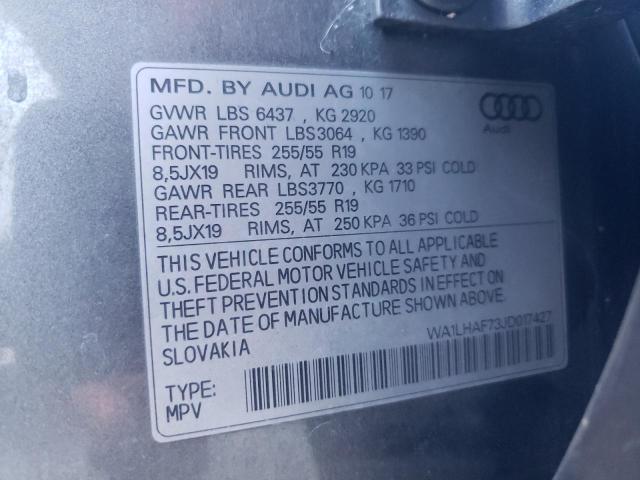 MFD. BY AUDI AG 10 17
GVWR LBS 6437 , KG 2920
GAWR FRONT LBS3064 , KG 1390
FRONT-TIRES 255/55 R19
8,5JX19 RIMS, AT 230 KPA 33 PSI COLD
GAWR REAR LBS3770 , KG 1710
REAR-TIRES 255/55 R19
8,5JX19 RIMS, AT 250 KPA 36 PSI COLD
Audi
THIS VEHICLE CONFORMS TO ALL APPLICABLE
U.S. FEDERAL MOTOR VEHICLE SAFETY AND
THEFT PREVENTION STANDARDS IN EFFECT ON
THE DATE OF MANUFACTURE SHOWN ABOVE.
SLOVAKIA
WA1LHAF73JD017427
TYPE:
MPV